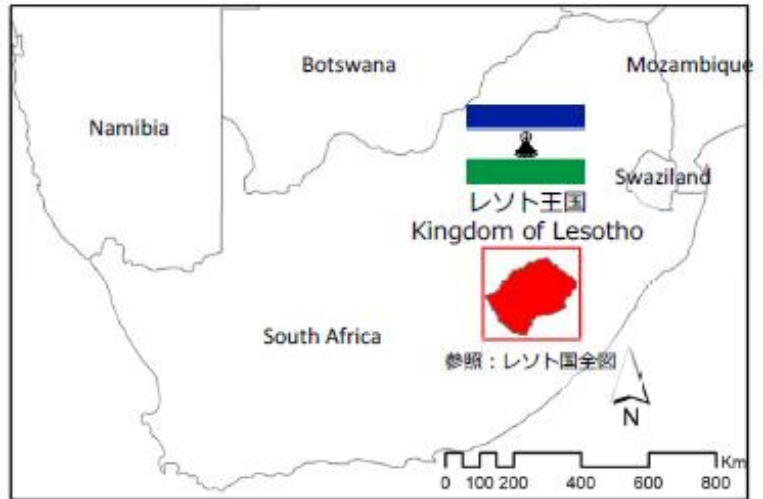 Botswana
Mozambique
Namibia
Swaziland
レソト王国
Kingdom of Lesotho
South Africa
参照：レソト国全図
N
Km
0 100 200 400 600 800